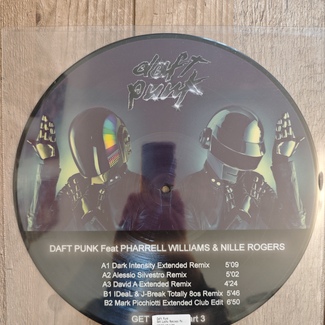 daft
punk
DAFT PUNK Feat PHARRELL WILLIAMS & NILLE ROGERS
A1 Dark Intensity Extended Remix 5'09
A2 Alessio Silvestro Remix 5'02
A3 David A Extended Remix 4'24
B1 IDeaL & J-Break Totally 80s Remix 5'46
B2 Mark Picchiotti Extended Club Edit 6'50
GET
rt 3